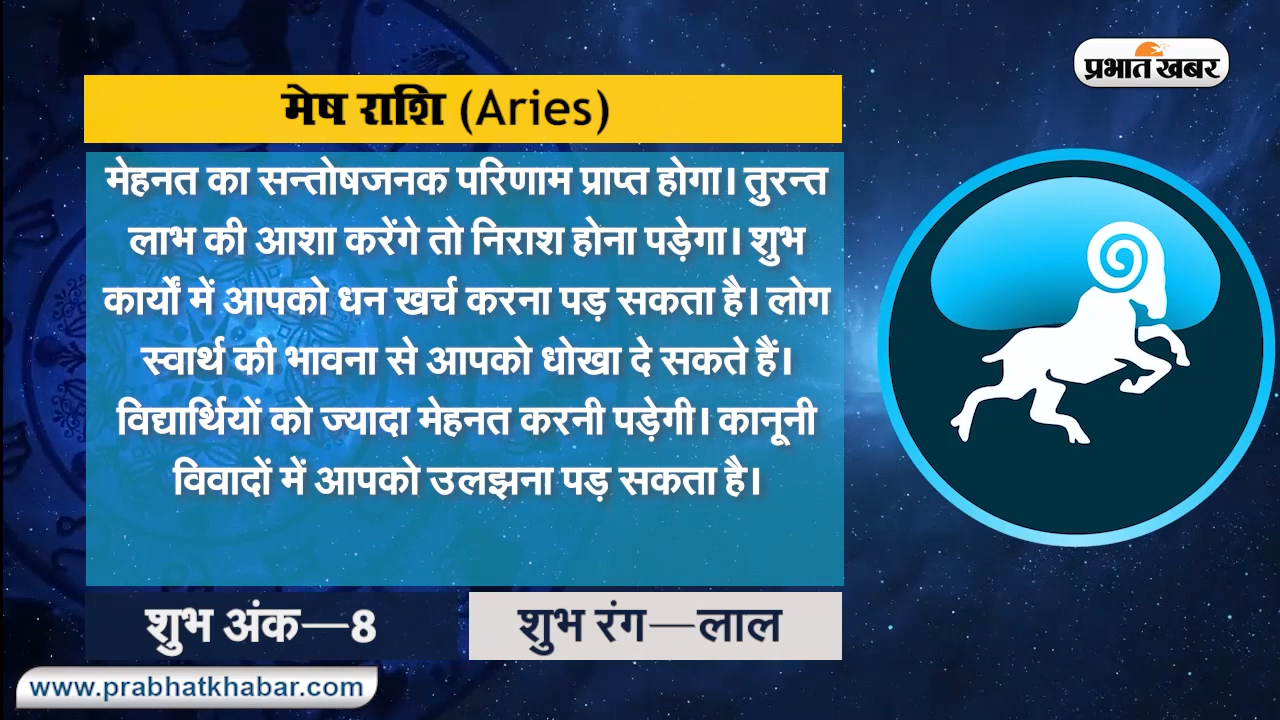 प्रभात खबर
मेष राशि (Aries)
मेहनत का सन्तोषजनक परिणाम प्राप्त होगा। तुरन्त
लाभ की आशा करेंगे तो निराश होना पड़ेगा। शुभ
कार्यों में आपको धन खर्च करना पड़ सकता है। लोग
स्वार्थ की भावना से आपको धोखा दे सकते हैं।
विद्यार्थियों को ज्यादा मेहनत करनी पड़ेगी। कानूनी
विवादों में आपको उलझना पड़ सकता है।
शुभ अंक—8
शुभ रंग—लाल
www.prabhatkhabar.com